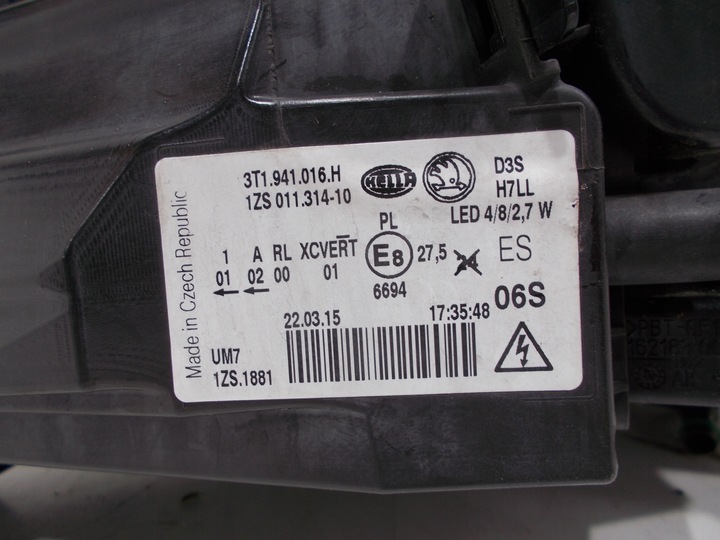 Made in Czech Republic
3T1.941.016.H
1ZS 011.314-10
HELLA
D3S
H7LL
LED 4/8/2,7 W
1 A RL XCVERT
01 02 00 01
PL
E8
6694
27,5
ES
06S
22.03.15 17:35:48
UM7
1ZS.1881